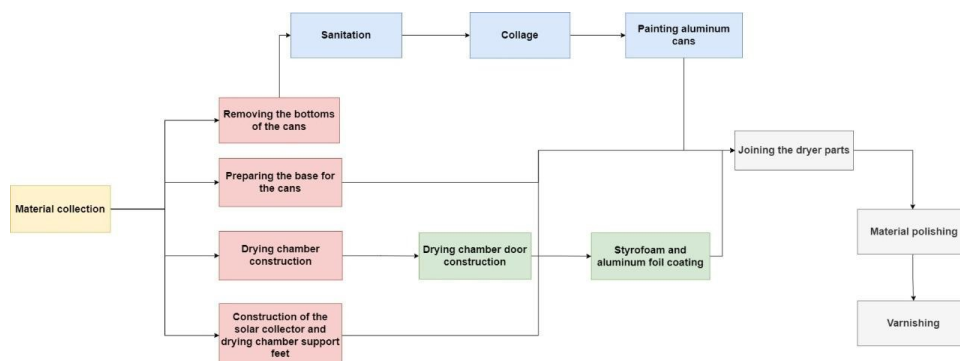 Sanitation
Collage
Painting aluminum
cans
Removing the bottoms
of the cans
Joining the dryer parts
Preparing the base for
the cans
Material collection
Material polishing
Drying chamber
construction
Drying chamber door
construction
Styrofoam and
aluminum foil coating
Construction of the
solar collector and
drying chamber support
feet
Varnishing